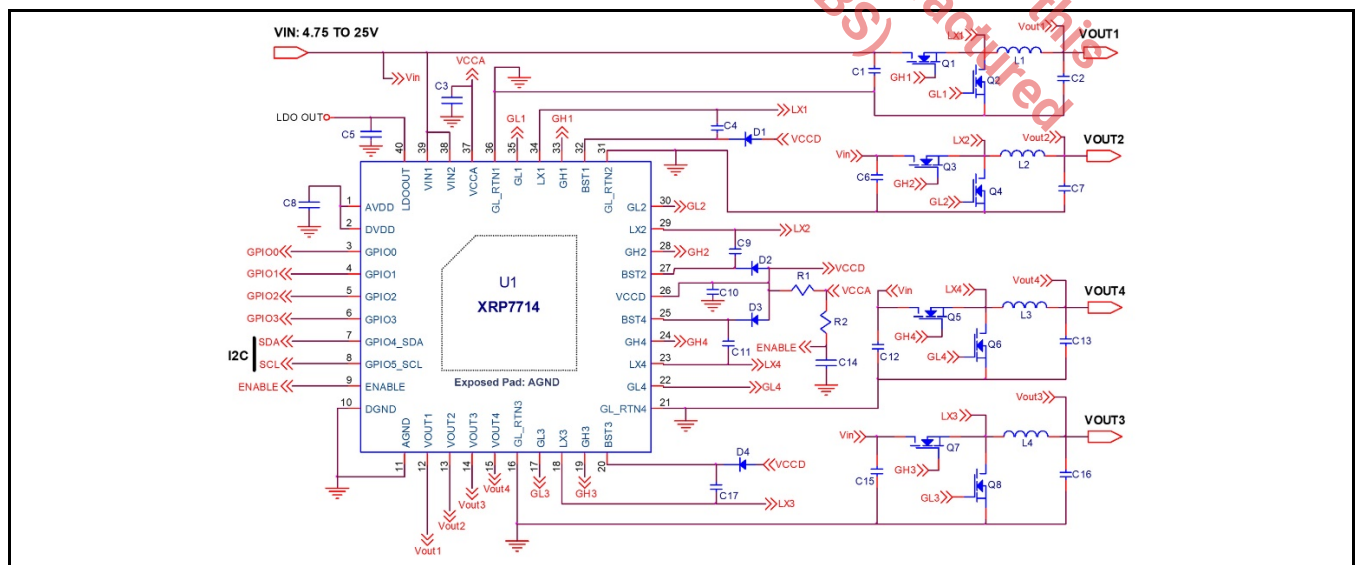 this
actured
BS)
VIN: 4.75 TO 25V
Vin
VCCA
C3
LDO OUT
C5
GL1
GH1
LX1
C4
D1
VCCD
C1
GH1
Q1
LX1
GL1
Q2
L1
Vout1
C2
VOUT1
Vin
C6
GH2
Q3
LX2
GL2
Q4
L2
Vout2
C7
VOUT2
40
39
38
37
36
35
34
33
32
31
LDOOUT
VIN1
VIN2
VCCA
GL_RTN1
GL1
LX1
GH1
BST1
GL_RTN2
C8
1 AVDD
2 DVDD
GPIO0 3 GPIO0
GPIO1 4 GPIO1
GPIO2 5 GPIO2
GPIO3 6 GPIO3
I2C
SDA 7 GPIO4_SDA
SCL 8 GPIO5_SCL
ENABLE 9 ENABLE
10 DGND
U1
XRP7714
Exposed Pad: AGND
GL2 30 GL2
LX2 29 LX2
GH2 28 GH2
BST2 27
VCCD 26
BST4 25
GH4 24 GH4
LX4 23 LX4
GL4 22 GL4
GL_RTN4 21
C9
D2
VCCD
C10
D3
R1
VCCA
R2
ENABLE
C14
C11
Vin
C12
GH4
Q5
LX4
GL4
Q6
L3
Vout4
C13
VOUT4
AGND
VOUT1
VOUT2
VOUT3
VOUT4
GL_RTN3
GL3
LX3
GH3
BST3
11
12
13
14
15
16
17
18
19
20
Vout1
Vout2
Vout3
Vout4
GL3
GH3
D4
VCCD
C17
LX3
Vin
C15
GH3
Q7
LX3
GL3
Q8
L4
Vout3
C16
VOUT3